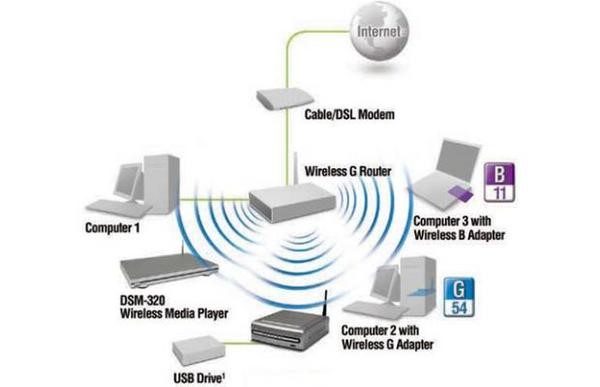 Internet
Cable/DSL Modem
Wireless G Router
B
11
Computer 1
Computer 3 with
Wireless B Adapter
DSM-320
Wireless Media Player
G
54
Computer 2 with
Wireless G Adapter
USB Drive¹